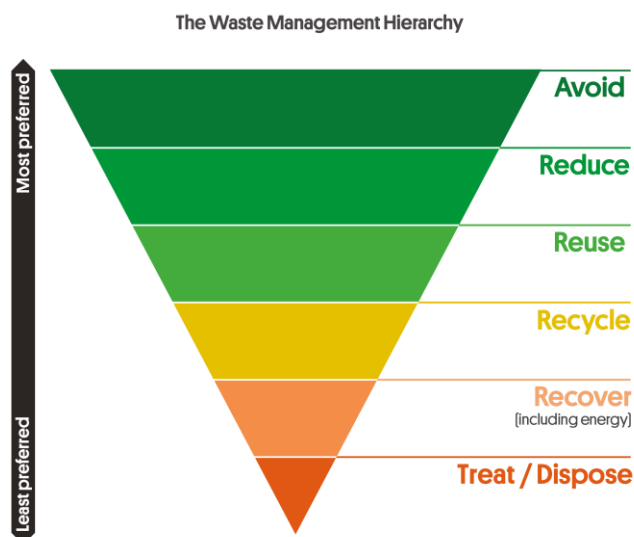 The Waste Management Hierarchy
Most preferred
Avoid
Reduce
Reuse
Recycle
Recover
(including energy)
Least preferred
Treat / Dispose